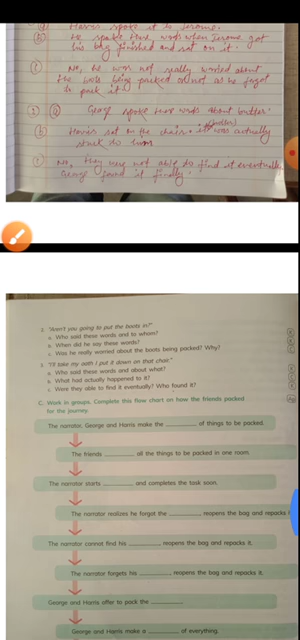 (a) Harris spoke it to Jerome.
(b) He spoke these words when Jerome got
his bag finished and sat on it.
(c) No, he was not really worried about
the boots being packed as he forgot
to pack it.
3 (a) George spoke these words about butter.
(b) Harris sat on the chair. it (butter) was actually
stuck to him
(c) No, they were not able to find it eventually
George found it finally.
2. "Aren't you going to put the boots in?"
a. Who said these words and to whom?
b. When did he say these words?
c. Was he really worried about the boots being packed? Why?
3. "I'll take my oath I put it down on that chair."
a. Who said these words and about what?
b. What had actually happened to it?
c. Were they able to find it eventually? Who found it?
C. Work in groups. Complete this flow chart on how the friends packed
for the journey.
The narrator, George and Harris make the ________ of things to be packed.
The friends ________ all the things to be packed in one room.
The narrator starts ________ and completes the task soon.
The narrator realizes he forgot the ________ reopens the bag and repacks i
The narrator cannot find his ________, reopens the bag and repacks it.
The narrator forgets his ________, reopens the bag and repacks it.
George and Harris offer to pack the ________.
George and Harris make a ________ of everything.